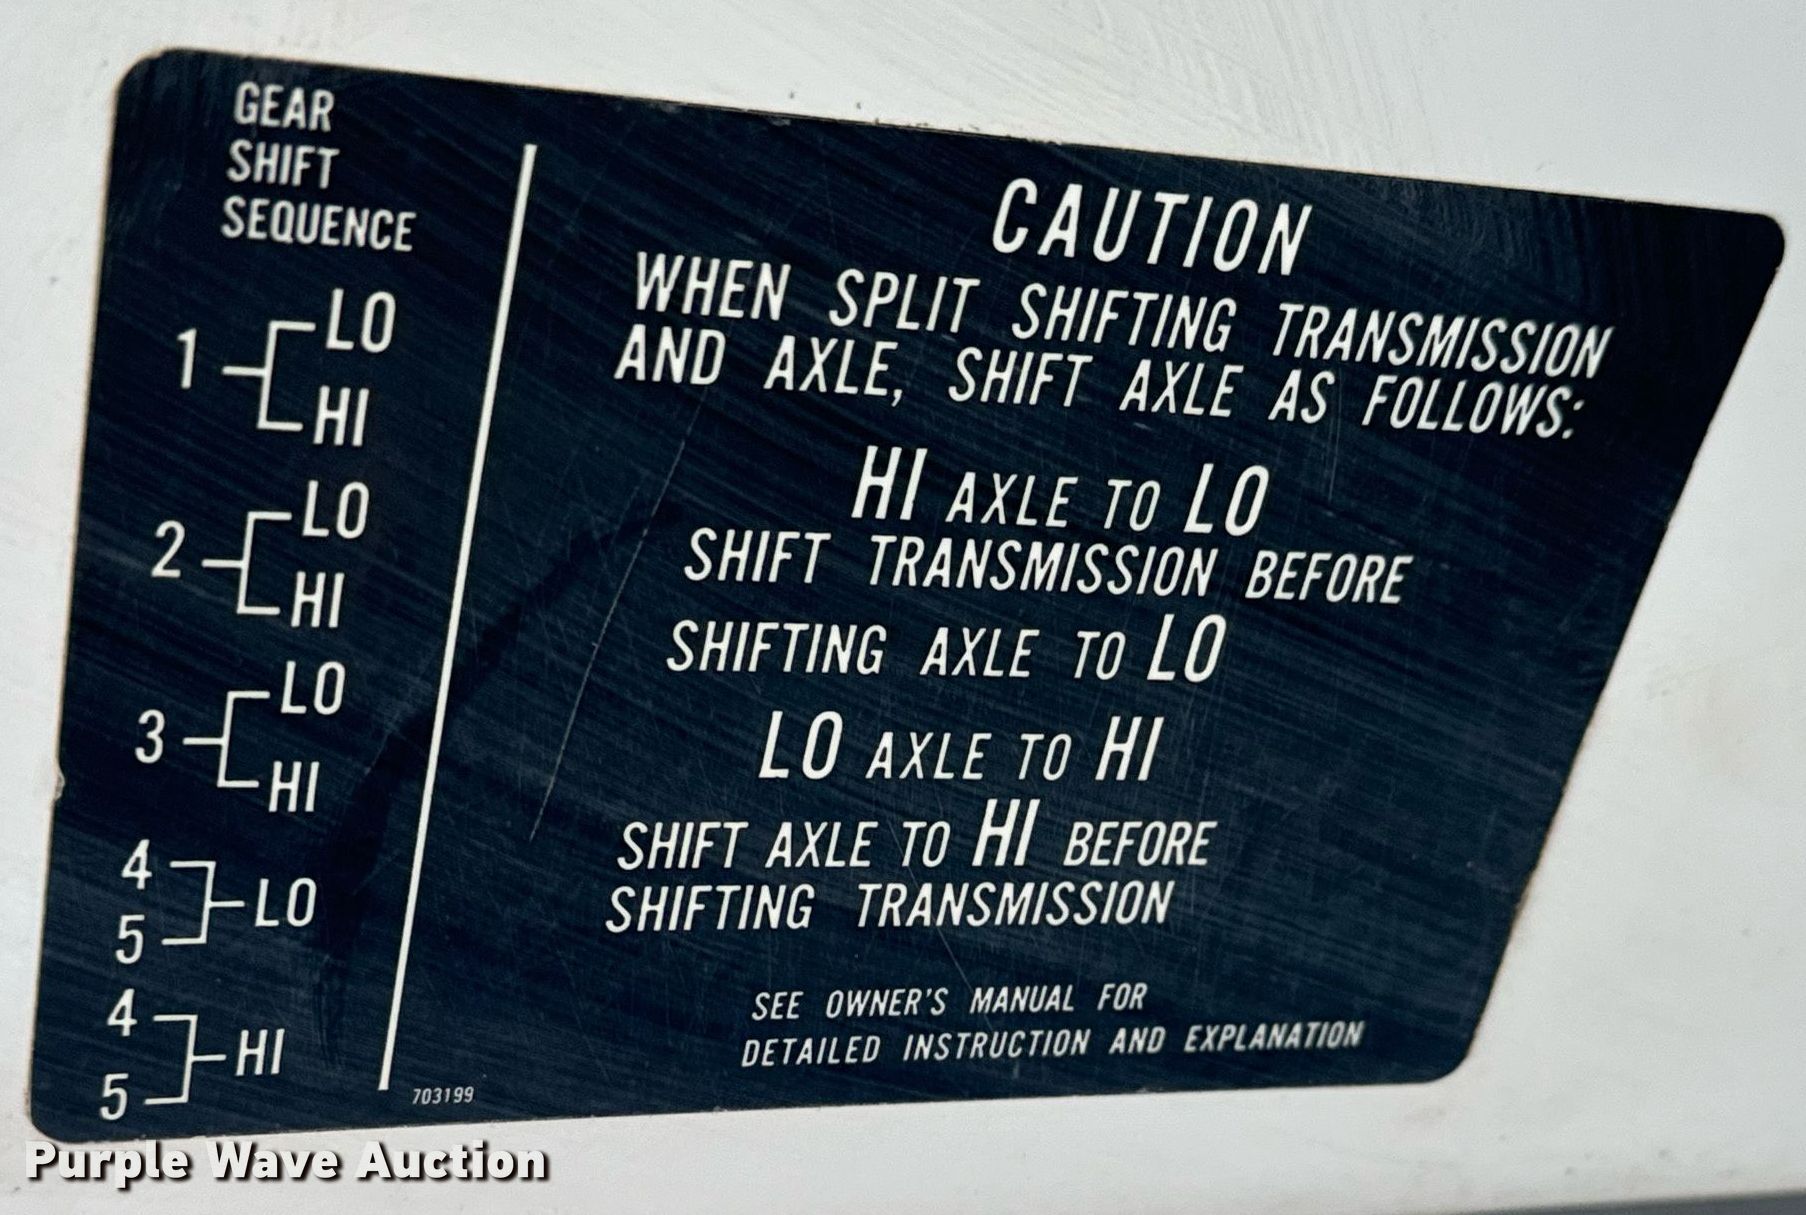 GEAR
SHIFT
SEQUENCE
1
LO
HI
2
LO
HI
3
LO
HI
4
5
LO
4
5
HI
CAUTION
WHEN SPLIT SHIFTING TRANSMISSION
AND AXLE, SHIFT AXLE AS FOLLOWS:
HI AXLE TO LO
SHIFT TRANSMISSION BEFORE
SHIFTING AXLE TO LO
LO AXLE TO HI
SHIFT AXLE TO HI BEFORE
SHIFTING TRANSMISSION
SEE OWNER'S MANUAL FOR
DETAILED INSTRUCTION AND EXPLANATION
703199
Purple Wave Auction